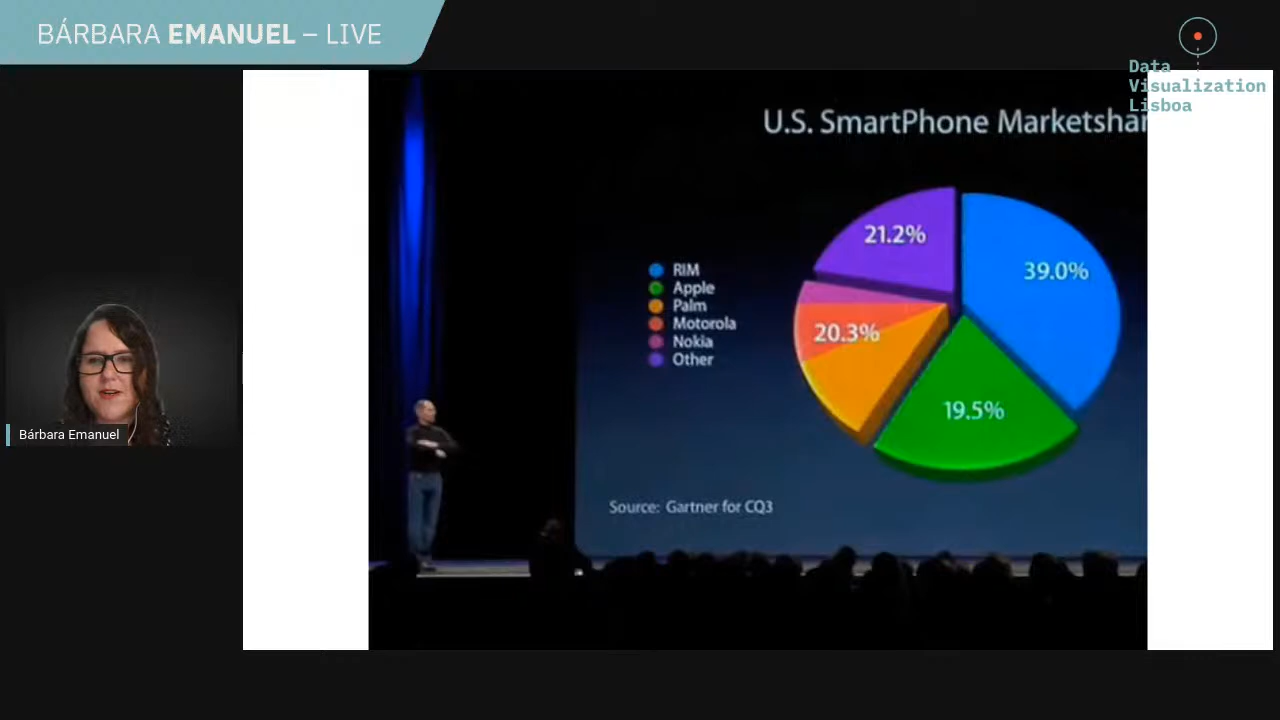 BÁRBARA EMANUEL – LIVE
Data
Visualization
Lisboa
U.S. SmartPhone Marketshar
21.2%
39.0%
20.3%
19.5%
RIM
Apple
Palm
Motorola
Nokia
Other
Source: Gartner for CQ3
Bárbara Emanuel